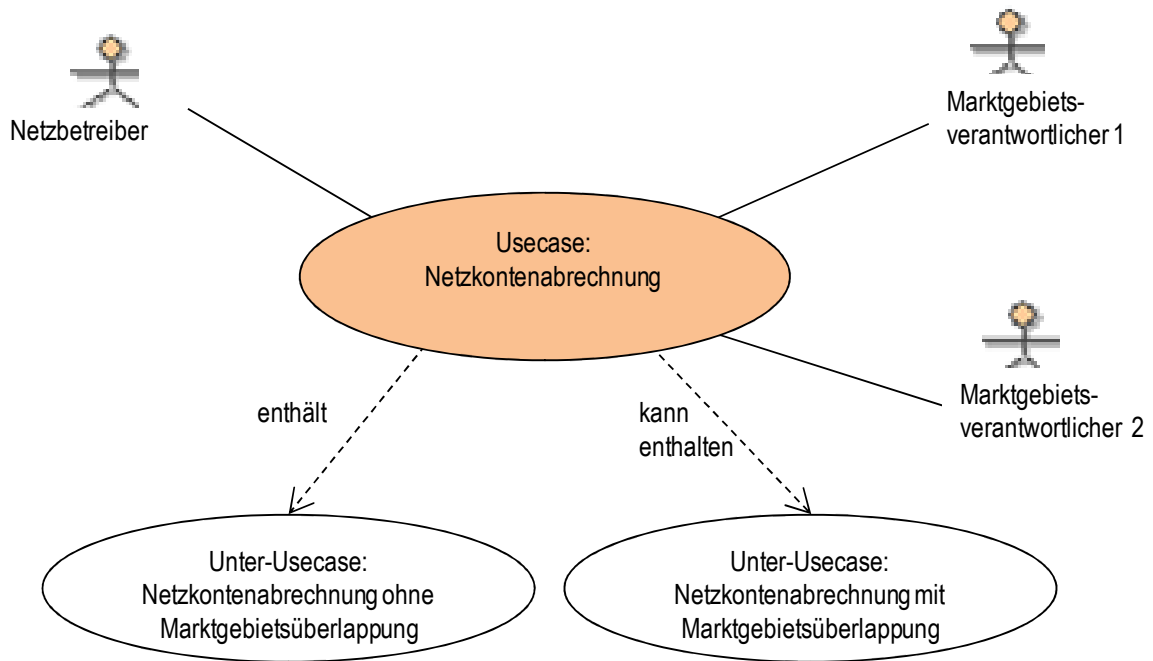 Netzbetreiber
Marktgebiets-
verantwortlicher 1
Usecase:
Netzkontenabrechnung
Marktgebiets-
verantwortlicher 2
enthält
kann
enthalten
Unter-Usecase:
Netzkontenabrechnung ohne
Marktgebietsüberlappung
Unter-Usecase:
Netzkontenabrechnung mit
Marktgebietsüberlappung